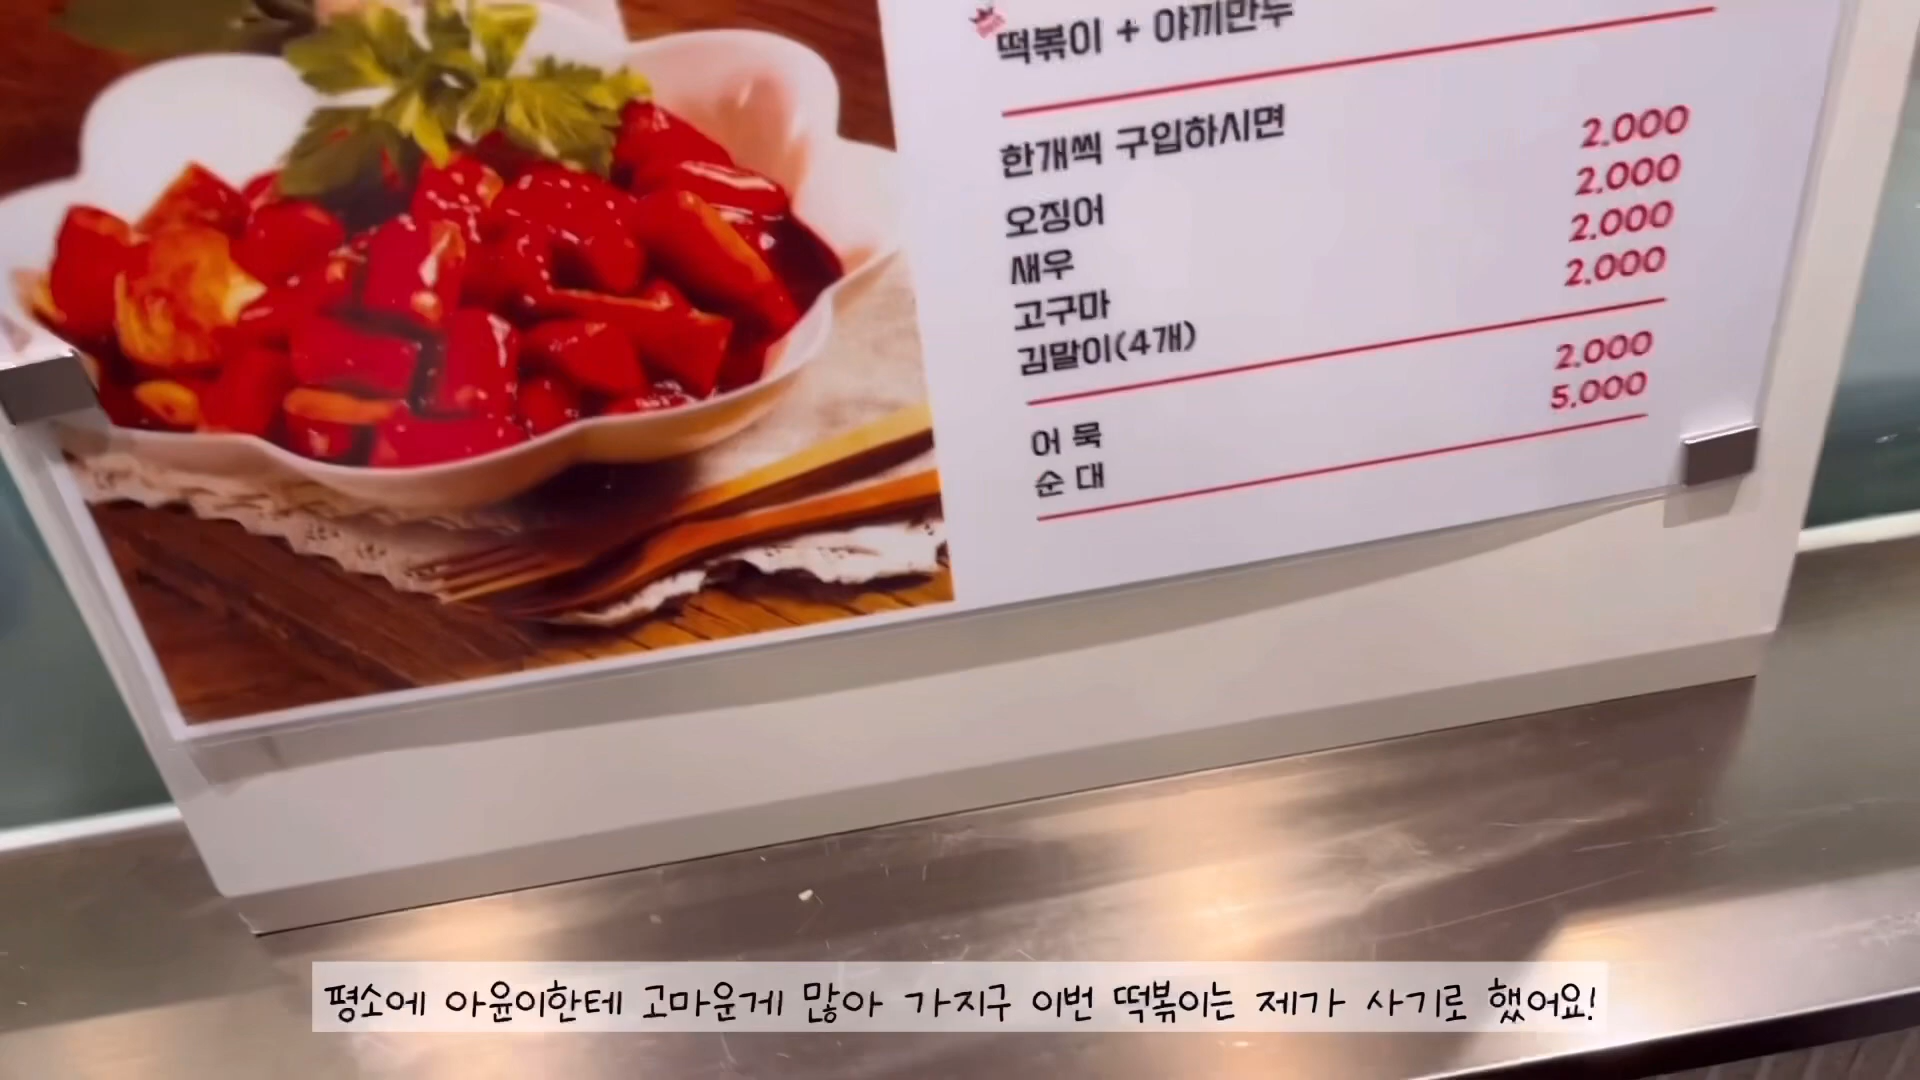 떡볶이 + 야끼만두
한개씩 구입하시면
오징어 2.000
새우 2.000
고구마 2.000
김말이(4개) 2.000
어 묵 2.000
순 대 5.000
평소에 아윤이한테 고마운게 많아 가지구 이번 떡볶이는 제가 사기로 했어요!